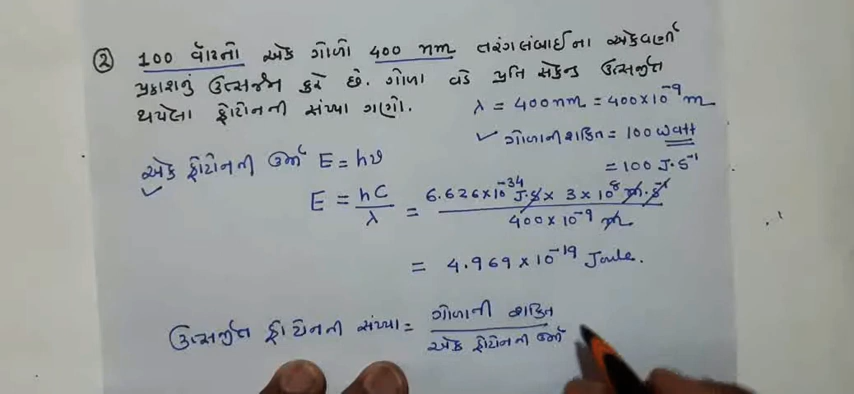 ② 100 વૉટનો એક ગોળો 400 nm તરંગલંબાઈના એકવર્ણી
પ્રકાશનું ઉત્સર્જન કરે છે. ગોળા વડે પ્રતિ સેકન્ડ ઉત્સર્જીત
થયેલા ફોટોનની સંખ્યા ગણો.
λ = 400nm = 400×10⁻⁹ m
ગોળાની શક્તિ = 100 Watt
= 100 J·S⁻¹
એક ફોટોનની ઊર્જા E = hϑ
E = hC/λ = 6.626×10⁻³⁴ J·s × 3×10⁸ m·s⁻¹ / 400×10⁻⁹ m
= 4.969×10⁻¹⁹ Joule.
ઉત્સર્જીત ફોટોનની સંખ્યા = ગોળાની શક્તિ / એક ફોટોનની ઊર્જા